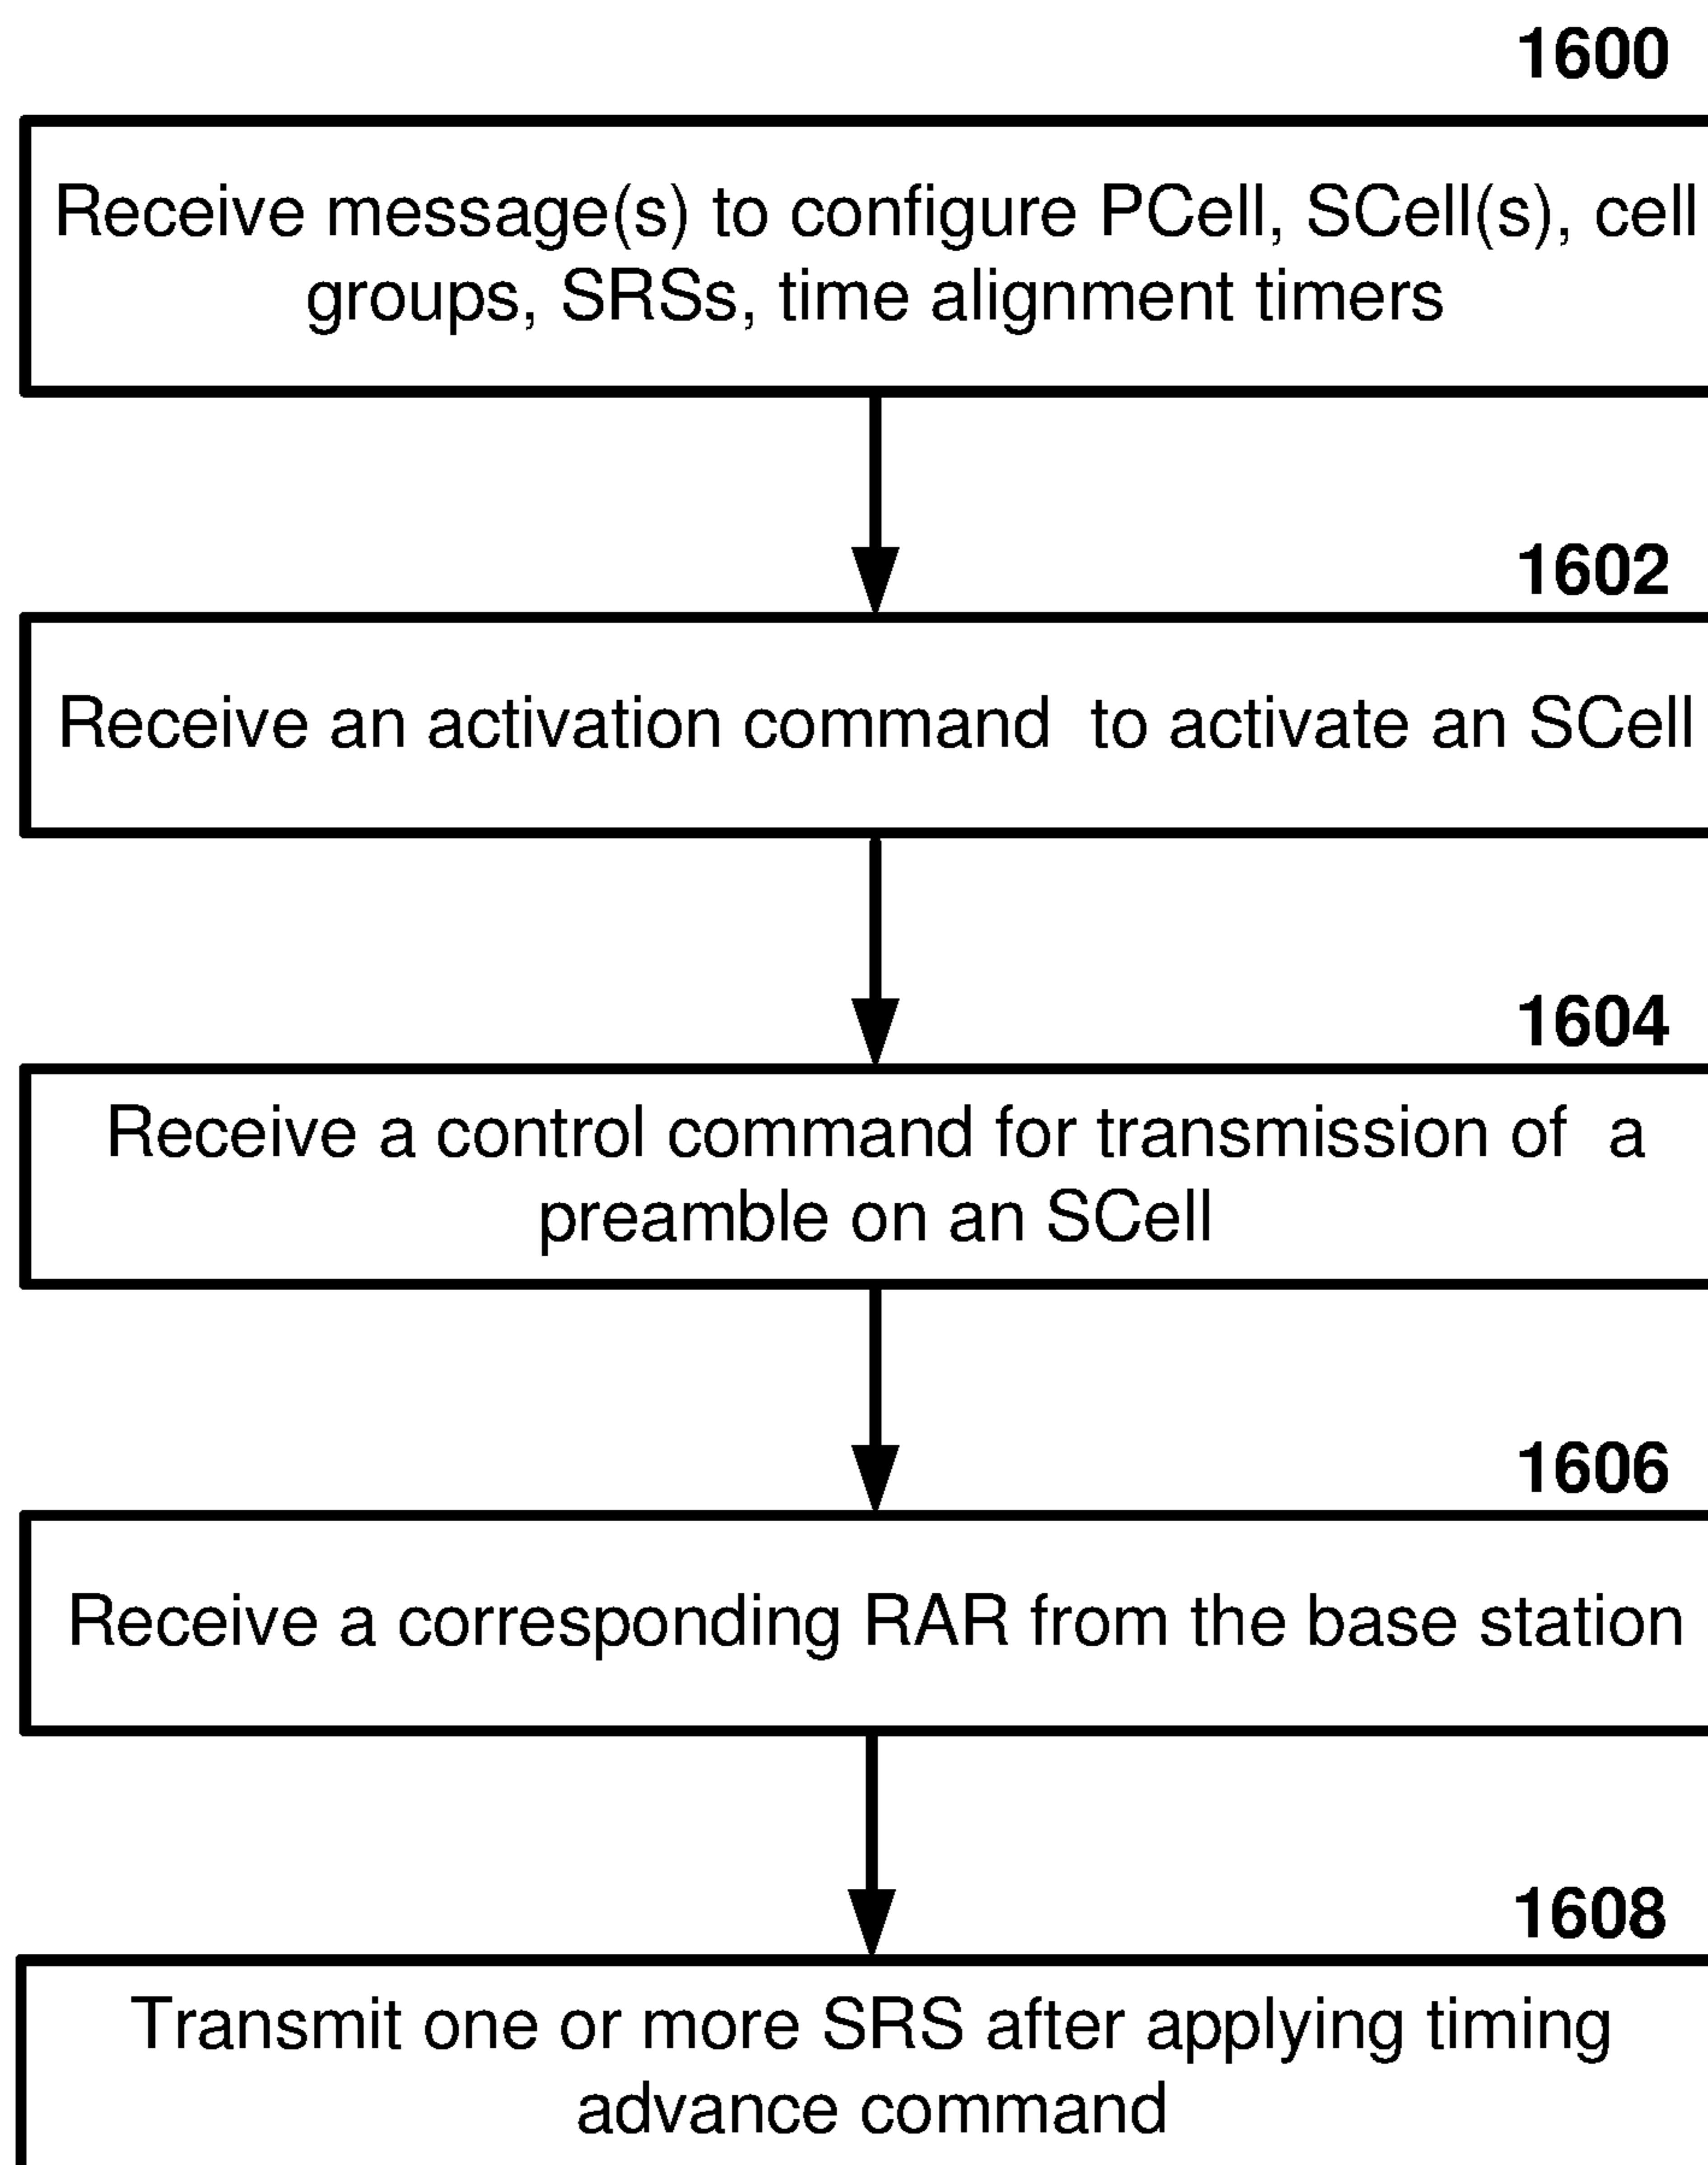 1600
Receive message(s) to configure PCell, SCell(s), cell
groups, SRSs, time alignment timers
1602
Receive an activation command  to activate an SCell
1604
Receive a control command for transmission of  a
preamble on an SCell
1606
Receive a corresponding RAR from the base station
1608
Transmit one or more SRS after applying timing
advance command